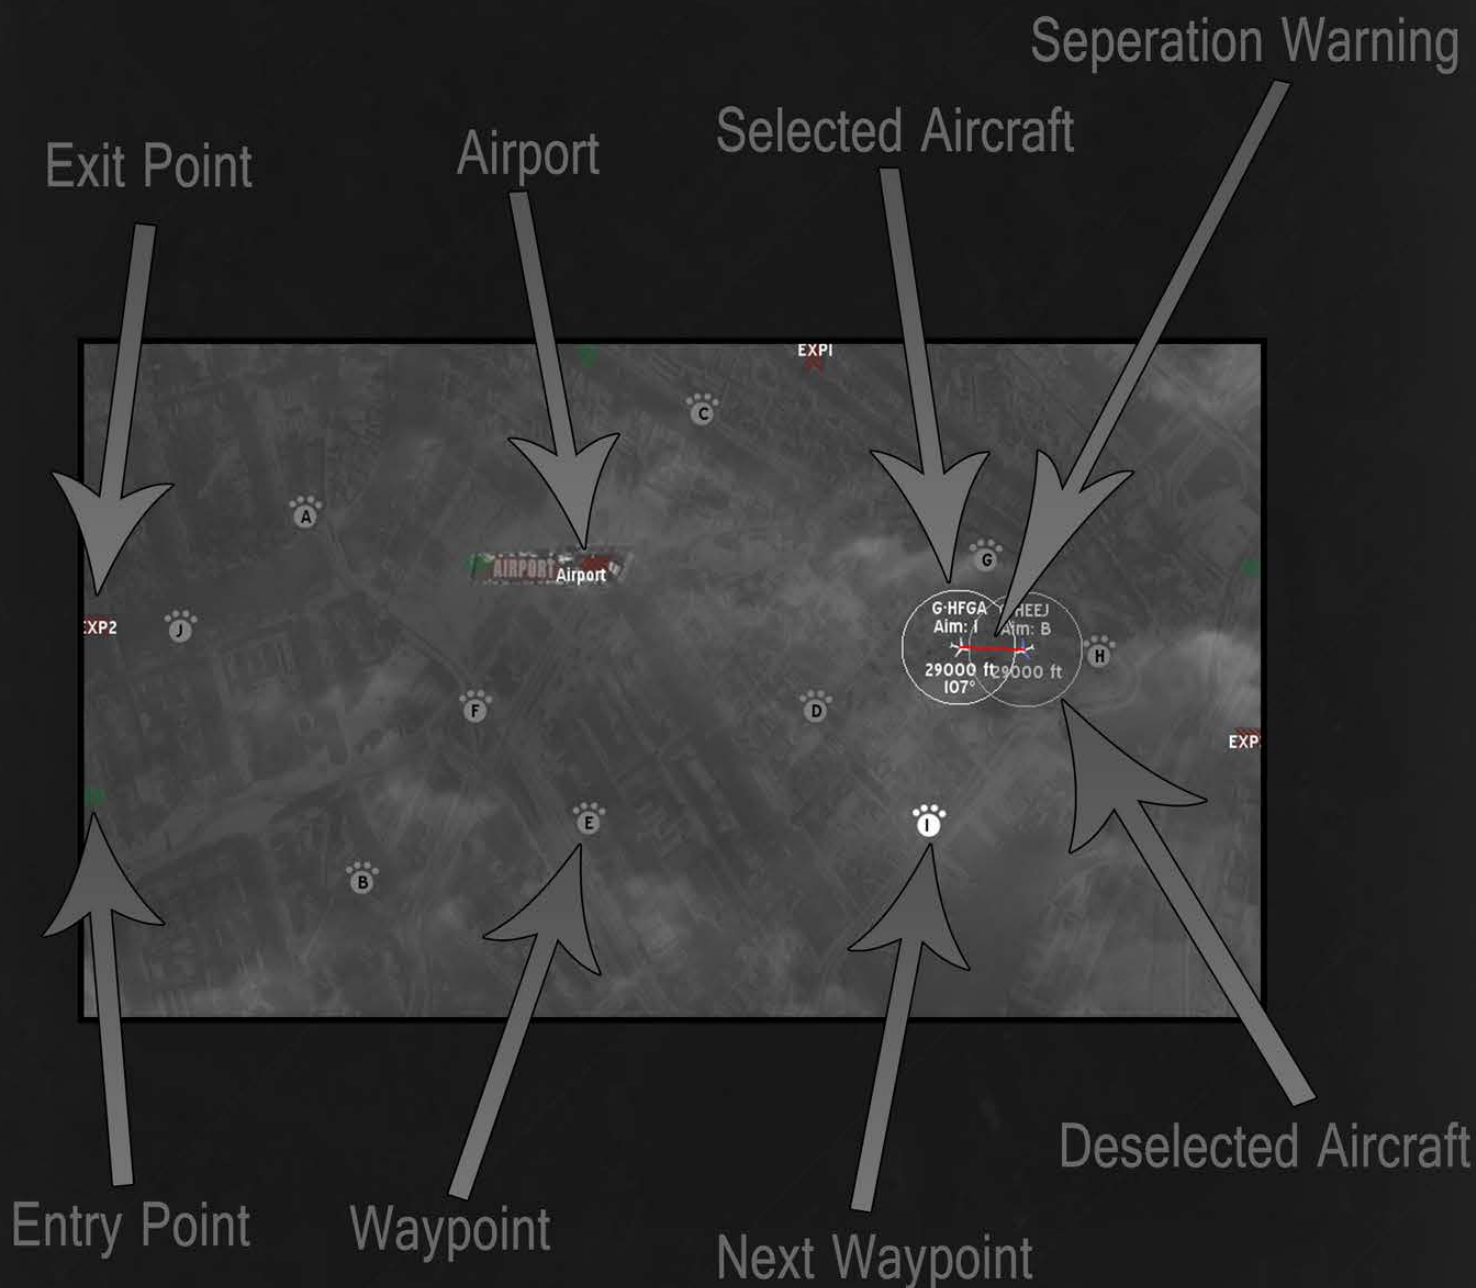 Seperation Warning
Selected Aircraft
Airport
Exit Point
EXP1
C
A
G
AIRPORT
Airport
G-HFGA
HEEJ
Aim: I
Aim: B
EXP2
J
H
29000 ft
29000 ft
107°
F
D
EXP
E
I
B
Deselected Aircraft
Entry Point
Waypoint
Next Waypoint